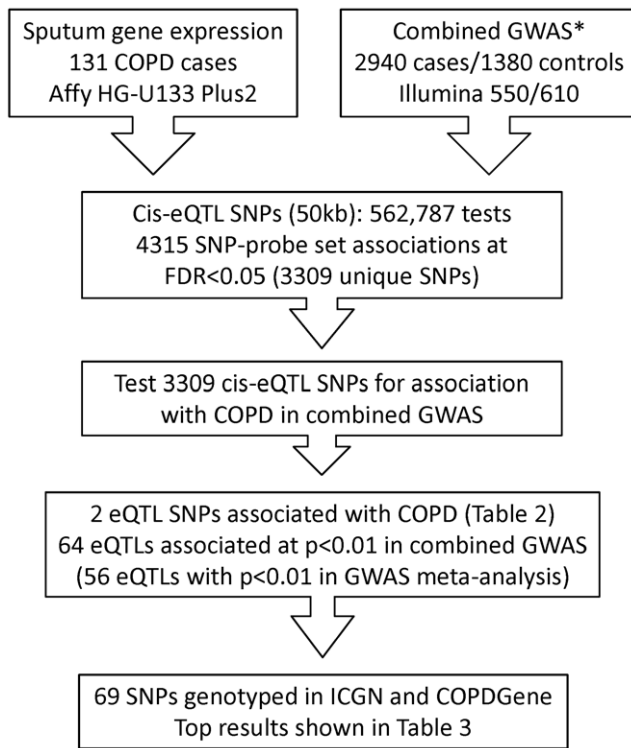 Sputum gene expression
131 COPD cases
Affy HG-U133 Plus2
Combined GWAS*
2940 cases/1380 controls
Illumina 550/610
Cis-eQTL SNPs (50kb): 562,787 tests
4315 SNP-probe set associations at
FDR<0.05 (3309 unique SNPs)
Test 3309 cis-eQTL SNPs for association
with COPD in combined GWAS
2 eQTL SNPs associated with COPD (Table 2)
64 eQTLs associated at p<0.01 in combined GWAS
(56 eQTLs with p<0.01 in GWAS meta-analysis)
69 SNPs genotyped in ICGN and COPDGene
Top results shown in Table 3